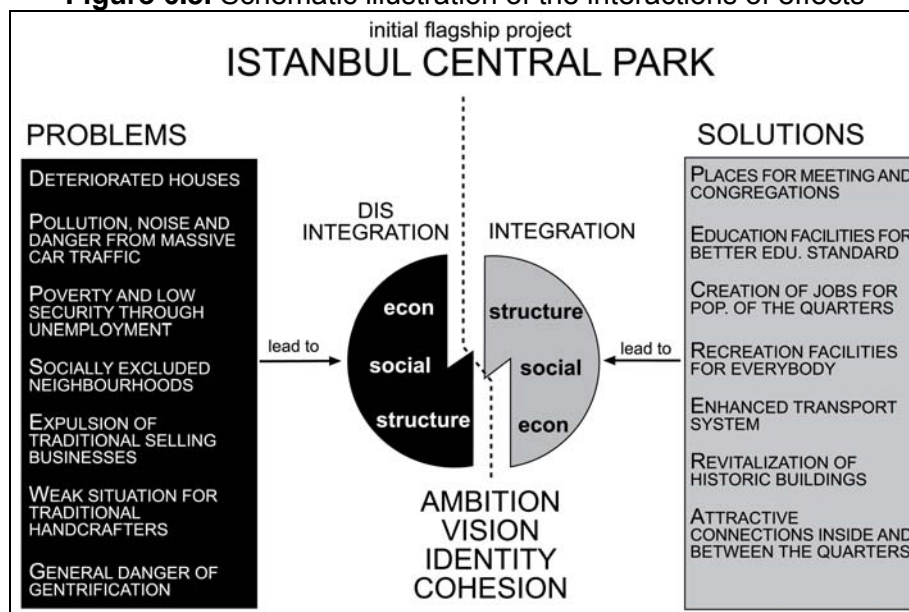 Figure 6.8. Schematic illustration of the interactions of effects
initial flagship project
ISTANBUL CENTRAL PARK
PROBLEMS
DETERIORATED HOUSES
POLLUTION, NOISE AND
DANGER FROM MASSIVE
CAR TRAFFIC
POVERTY AND LOW
SECURITY THROUGH
UNEMPLOYMENT
SOCIALLY EXCLUDED
NEIGHBOURHOODS
EXPULSION OF
TRADITIONAL SELLING
BUSINESSES
WEAK SITUATION FOR
TRADITIONAL
HANDCRAFTERS
GENERAL DANGER OF
GENTRIFICATION
lead to
DIS
INTEGRATION
econ
social
structure
INTEGRATION
structure
social
econ
AMBITION
VISION
IDENTITY
COHESION
lead to
SOLUTIONS
PLACES FOR MEETING AND
CONGREGATIONS
EDUCATION FACILITIES FOR
BETTER EDU. STANDARD
CREATION OF JOBS FOR
POP. OF THE QUARTERS
RECREATION FACILITIES
FOR EVERYBODY
ENHANCED TRANSPORT
SYSTEM
REVITALIZATION OF
HISTORIC BUILDINGS
ATTRACTIVE
CONNECTIONS INSIDE AND
BETWEEN THE QUARTERS